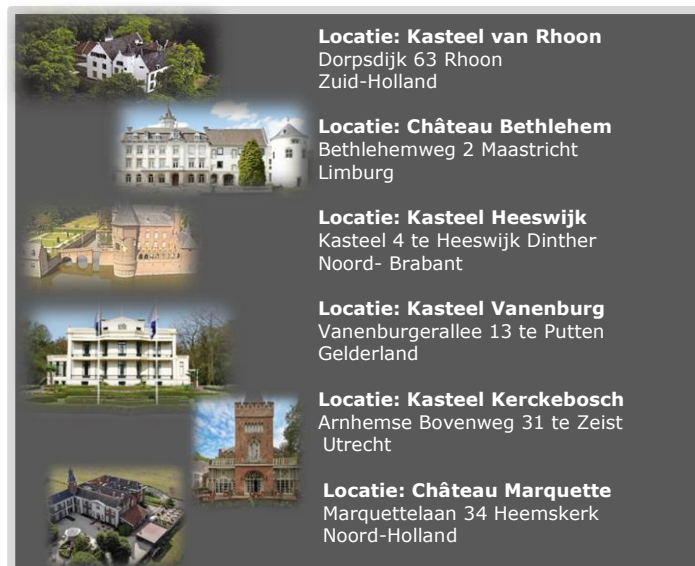 Locatie: Kasteel van Rhoon
Dorpsdijk 63 Rhoon
Zuid-Holland
Locatie: Château Bethlehem
Bethlehemweg 2 Maastricht
Limburg
Locatie: Kasteel Heeswijk
Kasteel 4 te Heeswijk Dinther
Noord- Brabant
Locatie: Kasteel Vanenburg
Vanenburgerallee 13 te Putten
Gelderland
Locatie: Kasteel Kerckebosch
Arnhemse Bovenweg 31 te Zeist
Utrecht
Locatie: Château Marquette
Marquettelaan 34 Heemskerk
Noord-Holland